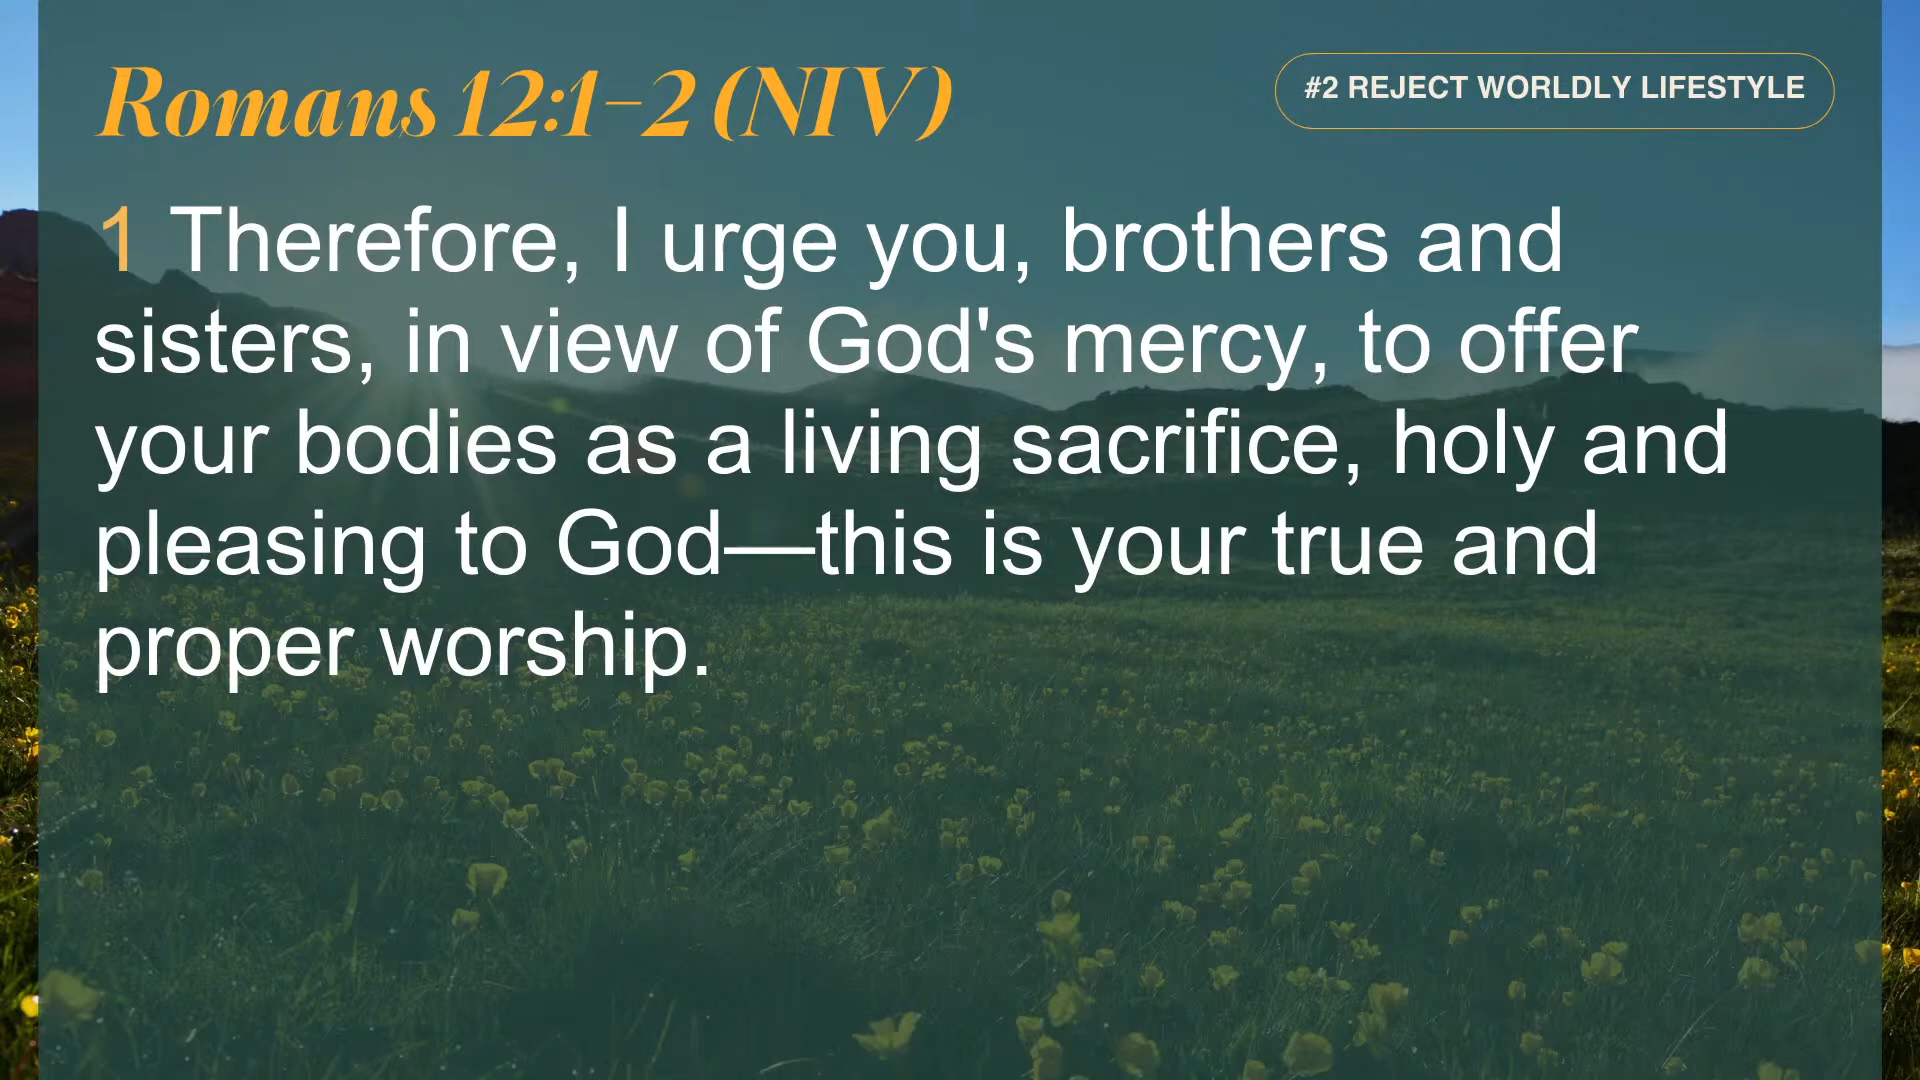 Romans 12:1–2 (NIV)
#2 REJECT WORLDLY LIFESTYLE
1 Therefore, I urge you, brothers and
sisters, in view of God's mercy, to offer
your bodies as a living sacrifice, holy and
pleasing to God—this is your true and
proper worship.